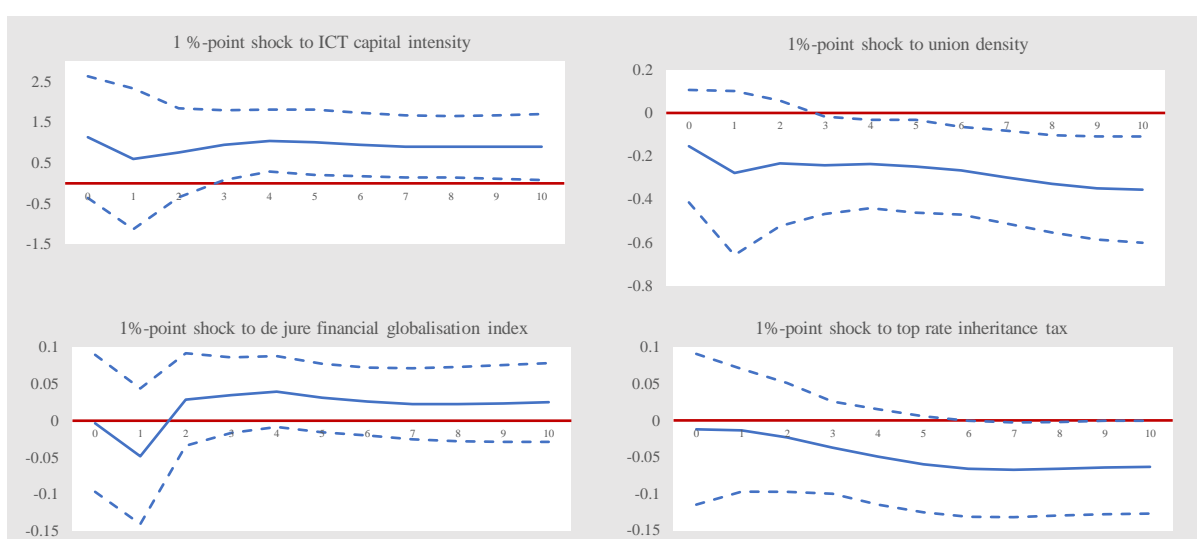 1 %-point shock to ICT capital intensity
2.5
1.5
0.5
-0.5
-1.5
0 1 2 3 4 5 6 7 8 9 10
1%-point shock to union density
0.2
0
-0.2
-0.4
-0.6
-0.8
0 1 2 3 4 5 6 7 8 9 10
1%-point shock to de jure financial globalisation index
0.1
0.05
0
-0.05
-0.1
-0.15
0 1 2 3 4 5 6 7 8 9 10
1%-point shock to top rate inheritance tax
0.1
0.05
0
-0.05
-0.1
-0.15
0 1 2 3 4 5 6 7 8 9 10